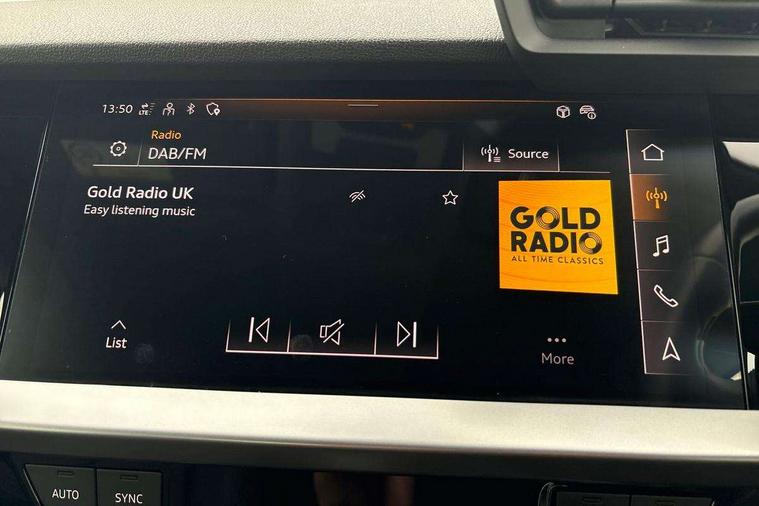 13:50
LTE
Radio
DAB/FM
Source
Gold Radio UK
Easy listening music
GOLD
RADIO
ALL TIME CLASSICS
List
More
AUTO
SYNC